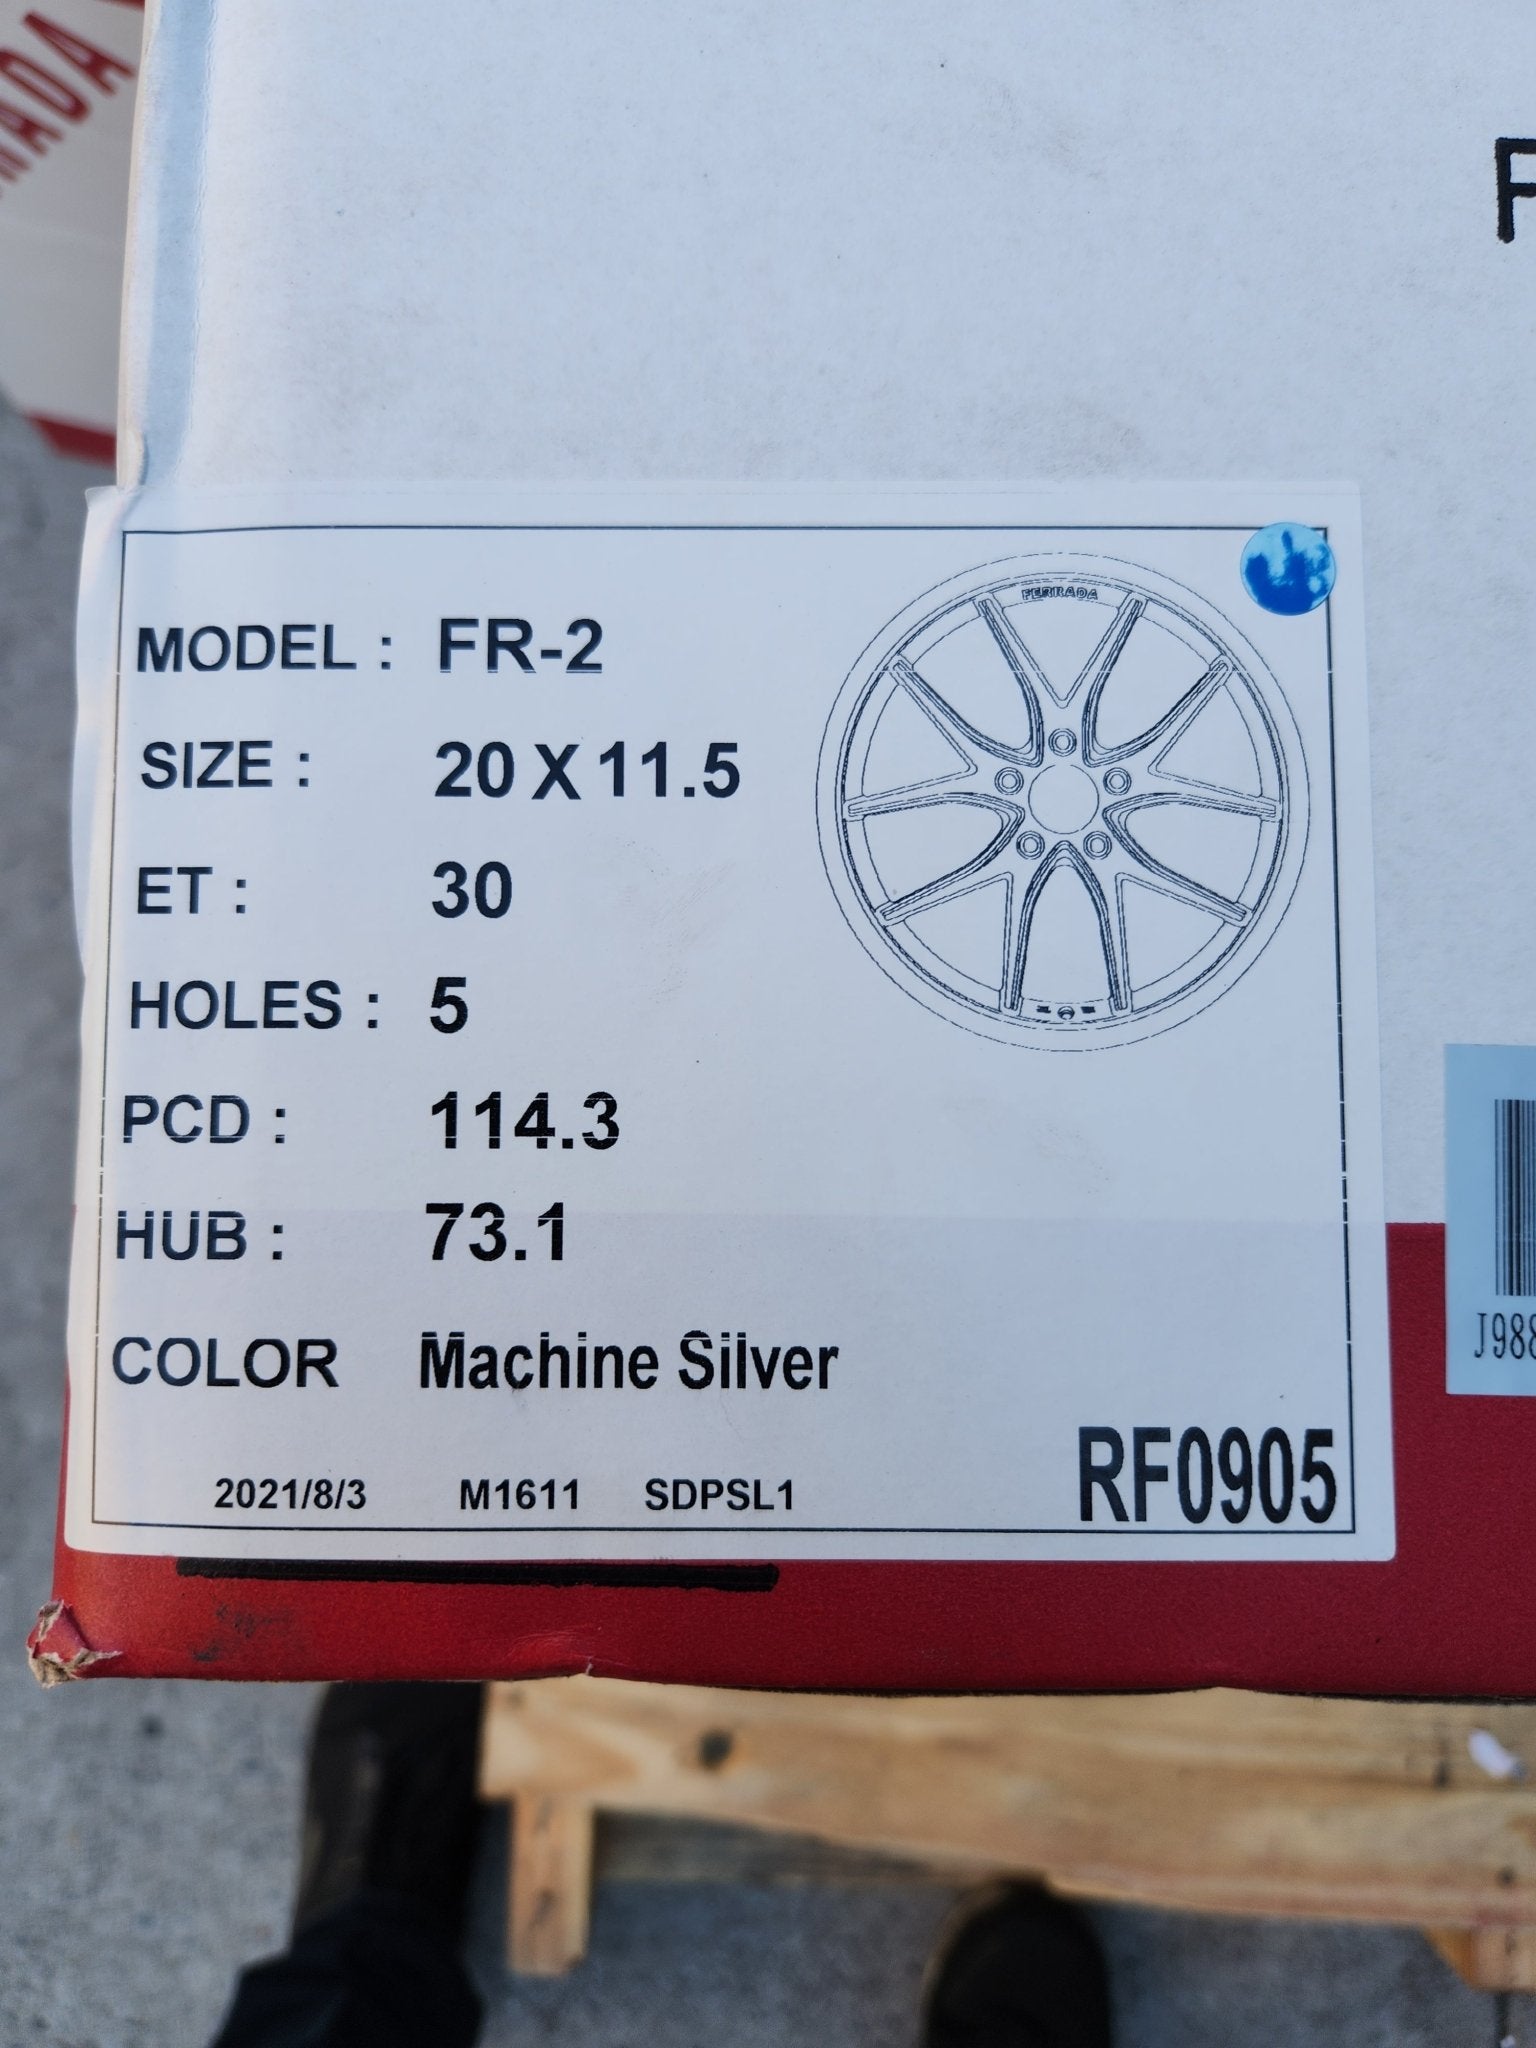 FERRADA
MODEL : FR-2
SIZE : 20 X 11.5
ET : 30
HOLES : 5
PCD : 114.3
HUB : 73.1
COLOR Machine Silver
2021/8/3 M1611 SDPSL1
RF0905